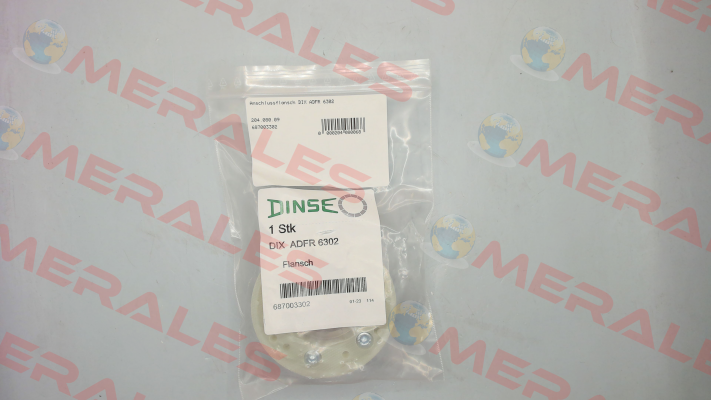 Anschlussflansch DIX ADFR 6302
204 000 09
687003302
DINSE
1 Stk
DIX ADFR 6302
Flansch
687003302
MERALES
MERALES
MERALES
MERALES
MERALES